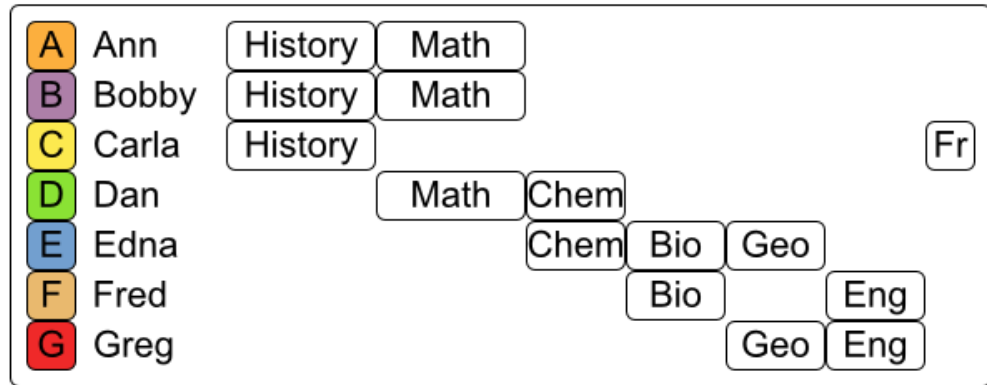 A Ann History Math
B Bobby History Math
C Carla History Fr
D Dan Math Chem
E Edna Chem Bio Geo
F Fred Bio Eng
G Greg Geo Eng